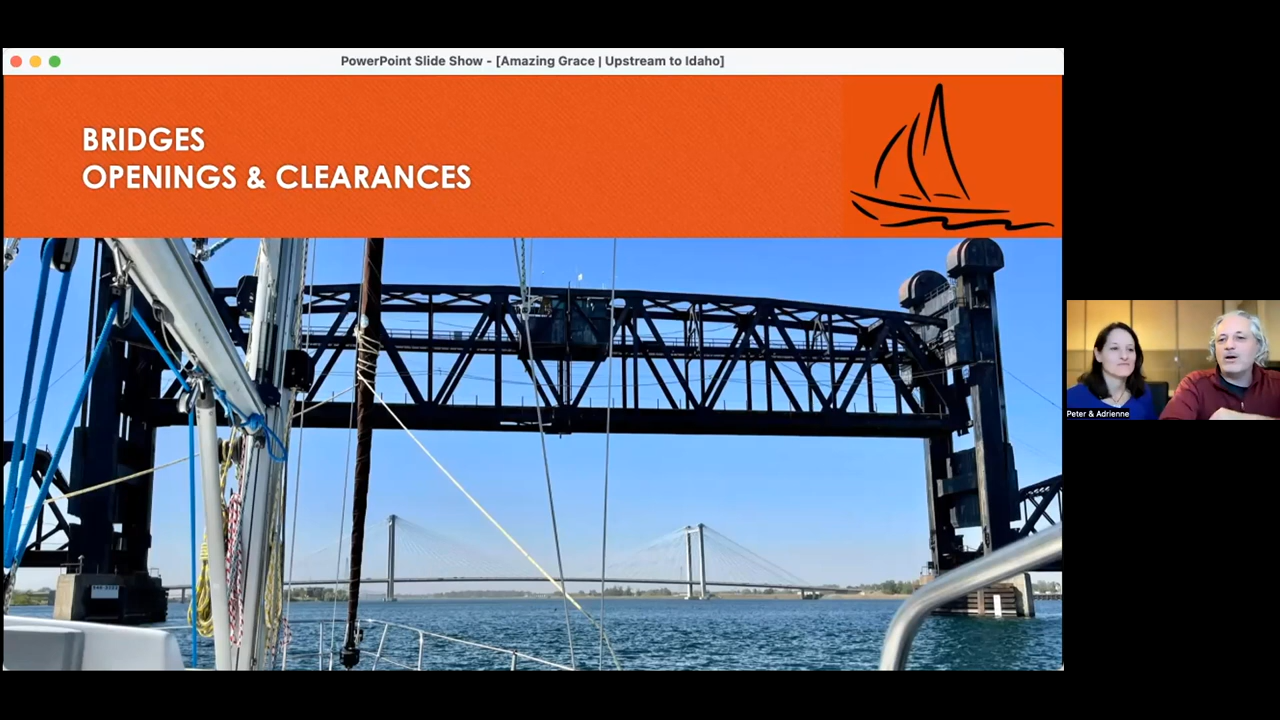 PowerPoint Slide Show - [Amazing Grace | Upstream to Idaho]
BRIDGES
OPENINGS & CLEARANCES
Peter & Adrienne